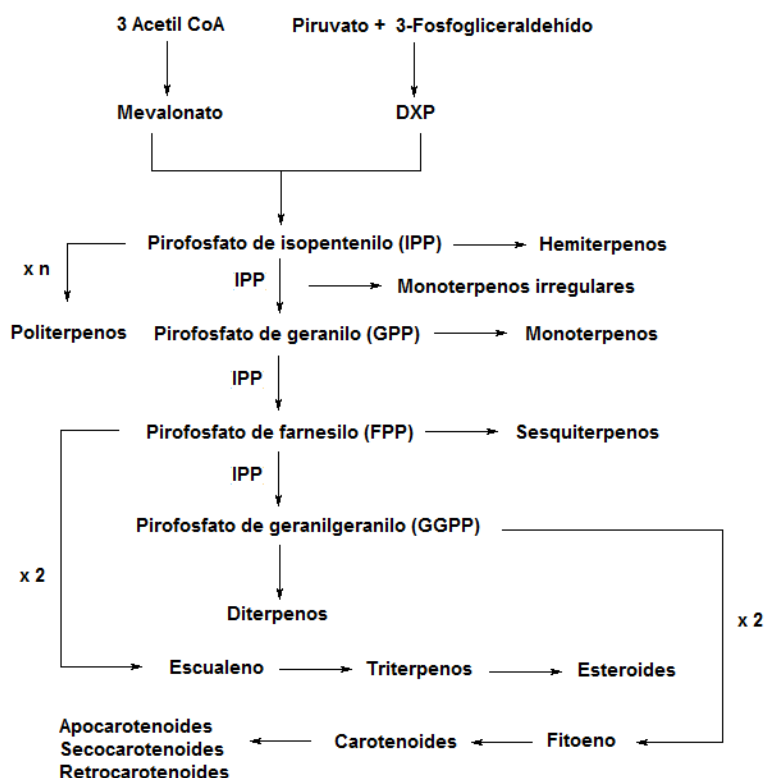 3 Acetil CoA
Piruvato + 3-Fosfogliceraldehído
Mevalonato
DXP
Pirofosfato de isopentenilo (IPP)
Hemiterpenos
x n
IPP
Monoterpenos irregulares
Politerpenos
Pirofosfato de geranilo (GPP)
Monoterpenos
IPP
Pirofosfato de farnesilo (FPP)
Sesquiterpenos
IPP
Pirofosfato de geranilgeranilo (GGPP)
x 2
Diterpenos
x 2
Escualeno
Triterpenos
Esteroides
Apocarotenoides
Secocarotenoides
Retrocarotenoides
Carotenoides
Fitoeno